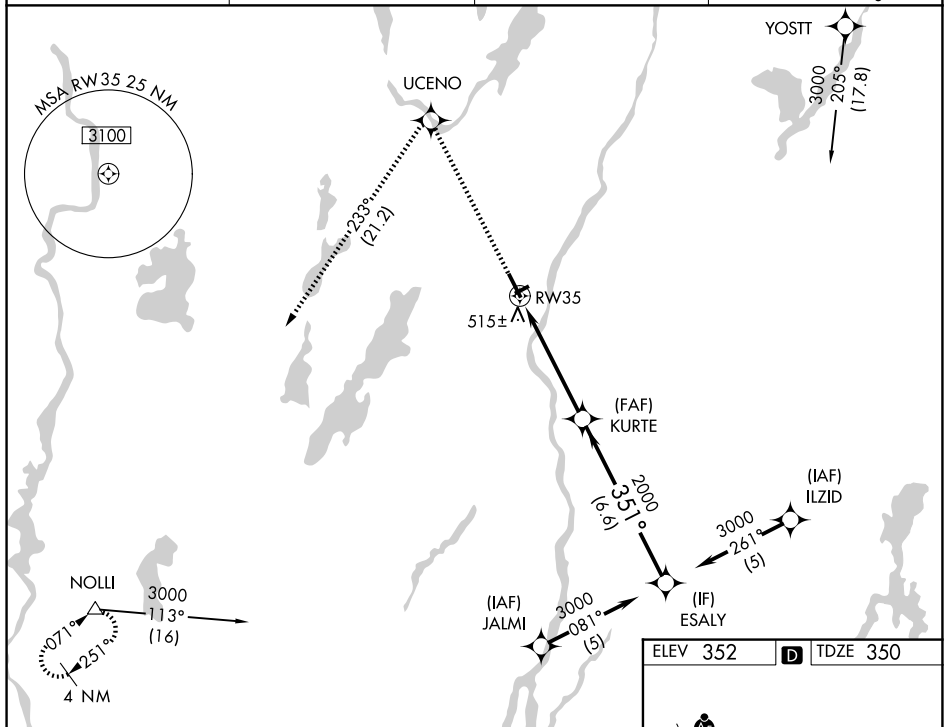 YOSTT
3000
205°
(17.8)
UCENO
MSA RW35 25 NM
3100
233°
(21.2)
RW35
515±
(FAF)
KURTE
2000
351°
(6.6)
(IAF)
ILZID
3000
261°
(5)
NOLLI
3000
113°
(16)
071°
251°
4 NM
(IAF)
JALMI
3000
081°
(5)
(IF)
ESALY
ELEV 352 D TDZE 350